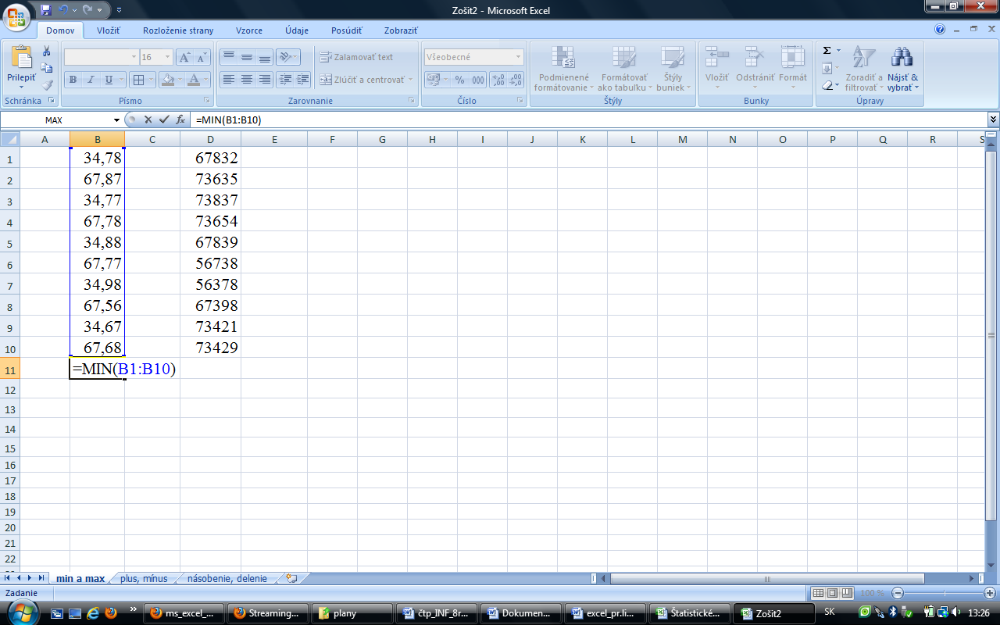 Zošit2 - Microsoft Excel
Domov Vložiť Rozloženie strany Vzorce Údaje Posúdiť Zobraziť
Prilepiť
16
B I U A
Zalamovať text
Zlúčiť a centrovať
Všeobecné
% 000
Podmienené formátovanie
Formátovať ako tabuľku
Štýly buniek
Vložiť Odstrániť Formát
Σ
Zoradiť a filtrovať
Nájsť & vybrať
Schránka Písmo Zarovnanie Číslo Štýly Bunky Úpravy
MAX fx =MIN(B1:B10)
A B C D E F G H I J K L M N O P Q R S
1 34,78 67832
2 67,87 73635
3 34,77 73837
4 67,78 73654
5 34,88 67839
6 67,77 56738
7 34,98 56378
8 67,56 67398
9 34,67 73421
10 67,68 73429
11 =MIN(B1:B10)
12
13
14
15
16
17
18
19
20
21
22
min a max plus, mínus násobenie, delenie
Zadanie 100 %
ms_excel_... Streaming... plany čtp_INF_8r... Dokumen... excel_pr.li... Štatistické... Zošit2 SK 13:26